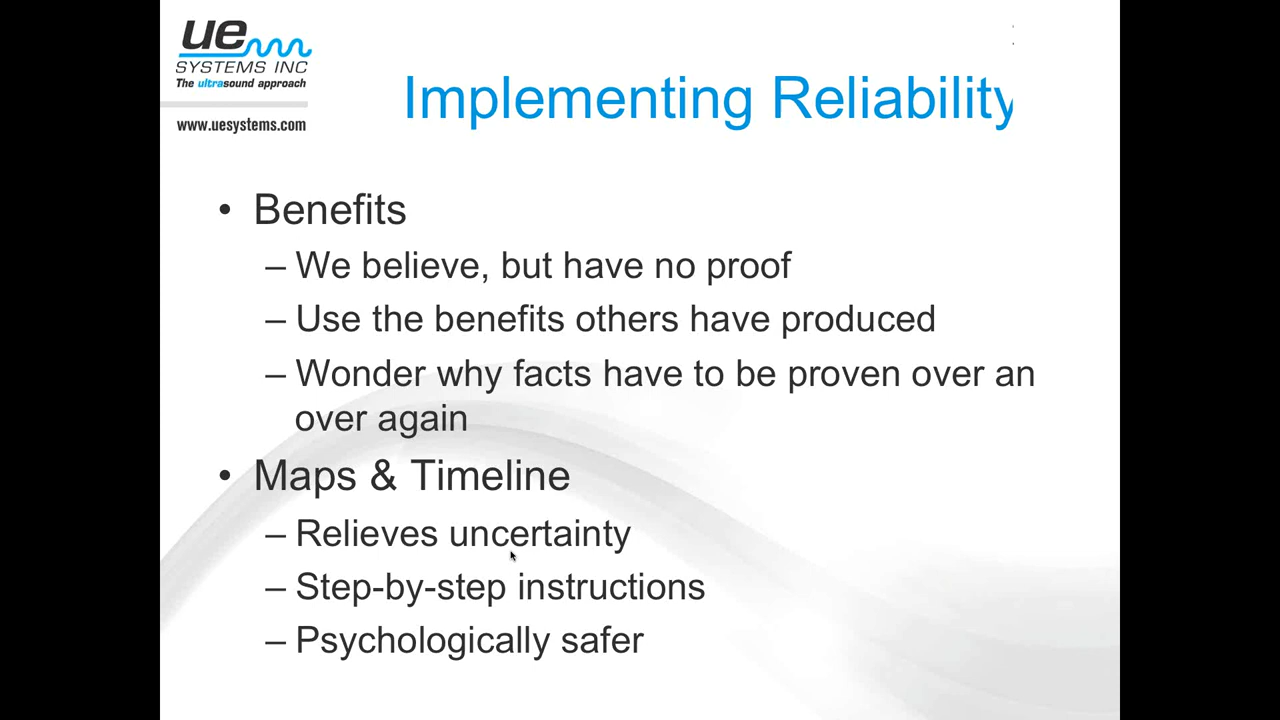 ue
SYSTEMS INC
The ultrasound approach
www.uesystems.com
Implementing Reliability
• Benefits
– We believe, but have no proof
– Use the benefits others have produced
– Wonder why facts have to be proven over an
over again
• Maps & Timeline
– Relieves uncertainty
– Step-by-step instructions
– Psychologically safer